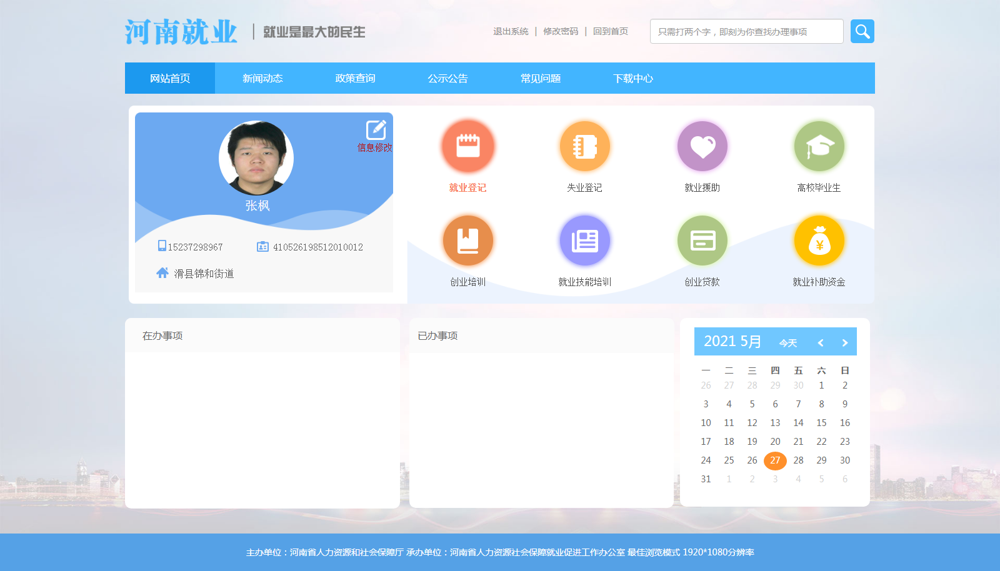 河南就业 | 就业是最大的民生
退出系统 | 修改密码 | 回到首页
只需打两个字，即刻为你查找办理事项
网站首页 新闻动态 政策查询 公示公告 常见问题 下载中心
信息修改
张枫
15237298967 410526198512010012
滑县锦和街道
就业登记 失业登记 就业援助 高校毕业生
创业培训 就业技能培训 创业贷款 就业补助资金
在办事项
已办事项
2021 5月 今天 < >
一 二 三 四 五 六 日
26 27 28 29 30 1 2
3 4 5 6 7 8 9
10 11 12 13 14 15 16
17 18 19 20 21 22 23
24 25 26 27 28 29 30
31 1 2 3 4 5 6
主办单位：河南省人力资源和社会保障厅 承办单位：河南省人力资源社会保障就业促进工作办公室 最佳浏览模式 1920*1080分辨率